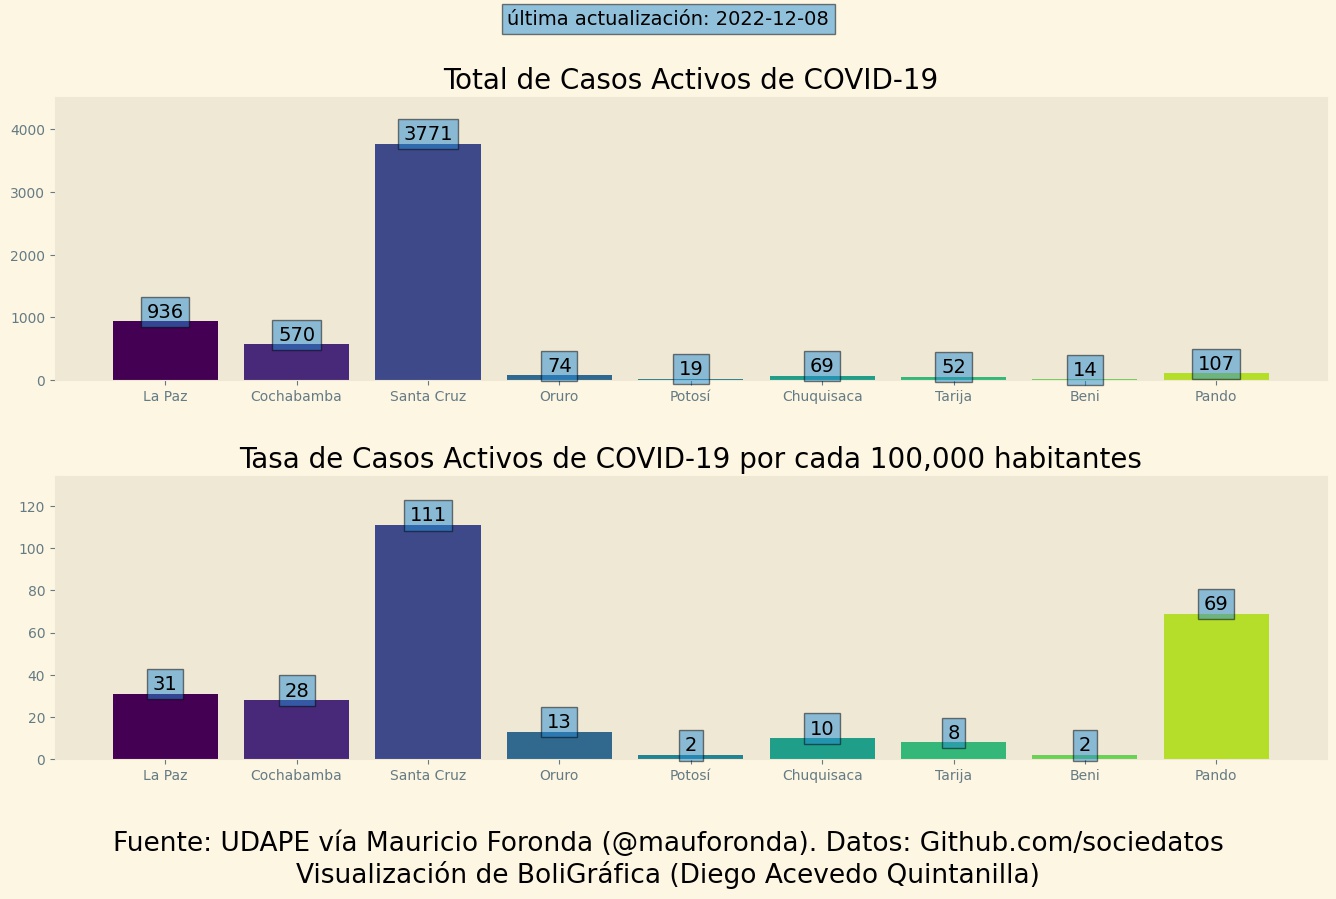 última actualización: 2022-12-08
Total de Casos Activos de COVID-19
4000
3000
2000
1000
0
936
570
3771
74
19
69
52
14
107
La Paz
Cochabamba
Santa Cruz
Oruro
Potosí
Chuquisaca
Tarija
Beni
Pando
Tasa de Casos Activos de COVID-19 por cada 100,000 habitantes
120
100
80
60
40
20
0
31
28
111
13
2
10
8
2
69
La Paz
Cochabamba
Santa Cruz
Oruro
Potosí
Chuquisaca
Tarija
Beni
Pando
Fuente: UDAPE vía Mauricio Foronda (@mauforonda). Datos: Github.com/sociedatos
Visualización de BoliGráfica (Diego Acevedo Quintanilla)